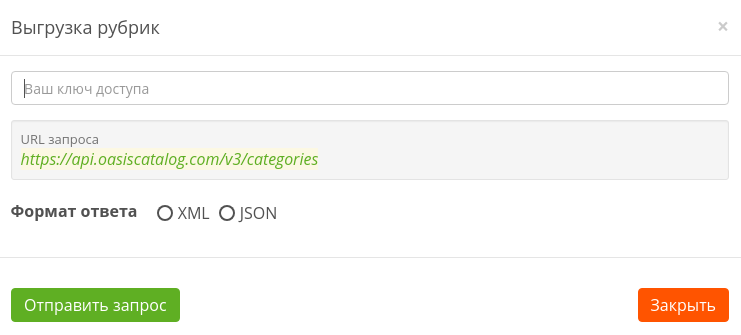 Выгрузка рубрик ×
Ваш ключ доступа
URL запроса
https://api.oasiscatalog.com/v3/categories
Формат ответа XML JSON
Отправить запрос Закрыть